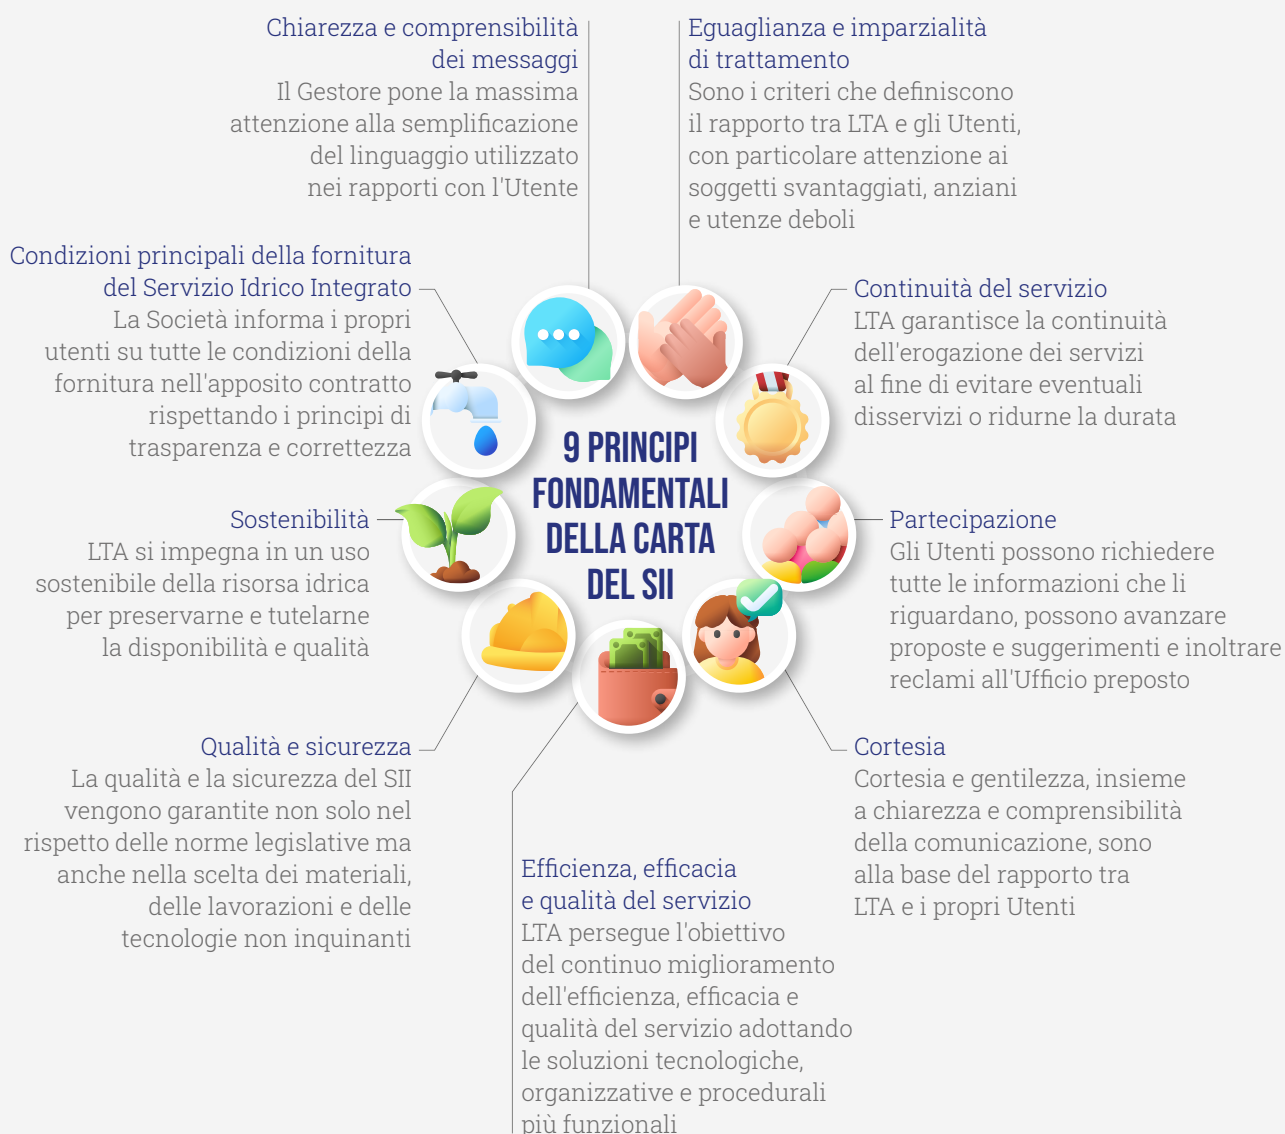 Chiarezza e comprensibilità
dei messaggi
Il Gestore pone la massima
attenzione alla semplificazione
del linguaggio utilizzato
nei rapporti con l'Utente
Eguaglianza e imparzialità
di trattamento
Sono i criteri che definiscono
il rapporto tra LTA e gli Utenti,
con particolare attenzione ai
soggetti svantaggiati, anziani
e utenze deboli
Condizioni principali della fornitura
del Servizio Idrico Integrato
La Società informa i propri
utenti su tutte le condizioni della
fornitura nell'apposito contratto
rispettando i principi di
trasparenza e correttezza
Continuità del servizio
LTA garantisce la continuità
dell'erogazione dei servizi
al fine di evitare eventuali
disservizi o ridurne la durata
9 PRINCIPI
FONDAMENTALI
DELLA CARTA
DEL SII
Sostenibilità
LTA si impegna in un uso
sostenibile della risorsa idrica
per preservarne e tutelarne
la disponibilità e qualità
Partecipazione
Gli Utenti possono richiedere
tutte le informazioni che li
riguardano, possono avanzare
proposte e suggerimenti e inoltrare
reclami all'Ufficio preposto
Qualità e sicurezza
La qualità e la sicurezza del SII
vengono garantite non solo nel
rispetto delle norme legislative ma
anche nella scelta dei materiali,
delle lavorazioni e delle
tecnologie non inquinanti
Cortesia
Cortesia e gentilezza, insieme
a chiarezza e comprensibilità
della comunicazione, sono
alla base del rapporto tra
LTA e i propri Utenti
Efficienza, efficacia
e qualità del servizio
LTA persegue l'obiettivo
del continuo miglioramento
dell'efficienza, efficacia e
qualità del servizio adottando
le soluzioni tecnologiche,
organizzative e procedurali
più funzionali